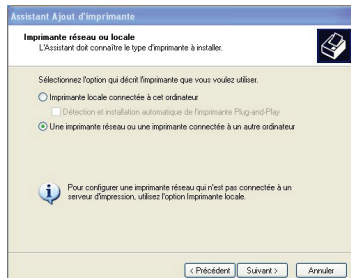 Assistant Ajout d'imprimante
Imprimante réseau ou locale
L'Assistant doit connaître le type d'imprimante à installer.
Sélectionnez l'option qui décrit l'imprimante que vous voulez utiliser.
Imprimante locale connectée à cet ordinateur
Détection et installation automatique de l'imprimante Plug-and-Play
Une imprimante réseau ou une imprimante connectée à un autre ordinateur
Pour configurer une imprimante réseau qui n'est pas connectée à un
serveur d'impression, utilisez l'option Imprimante locale.
< Précédent Suivant > Annuler